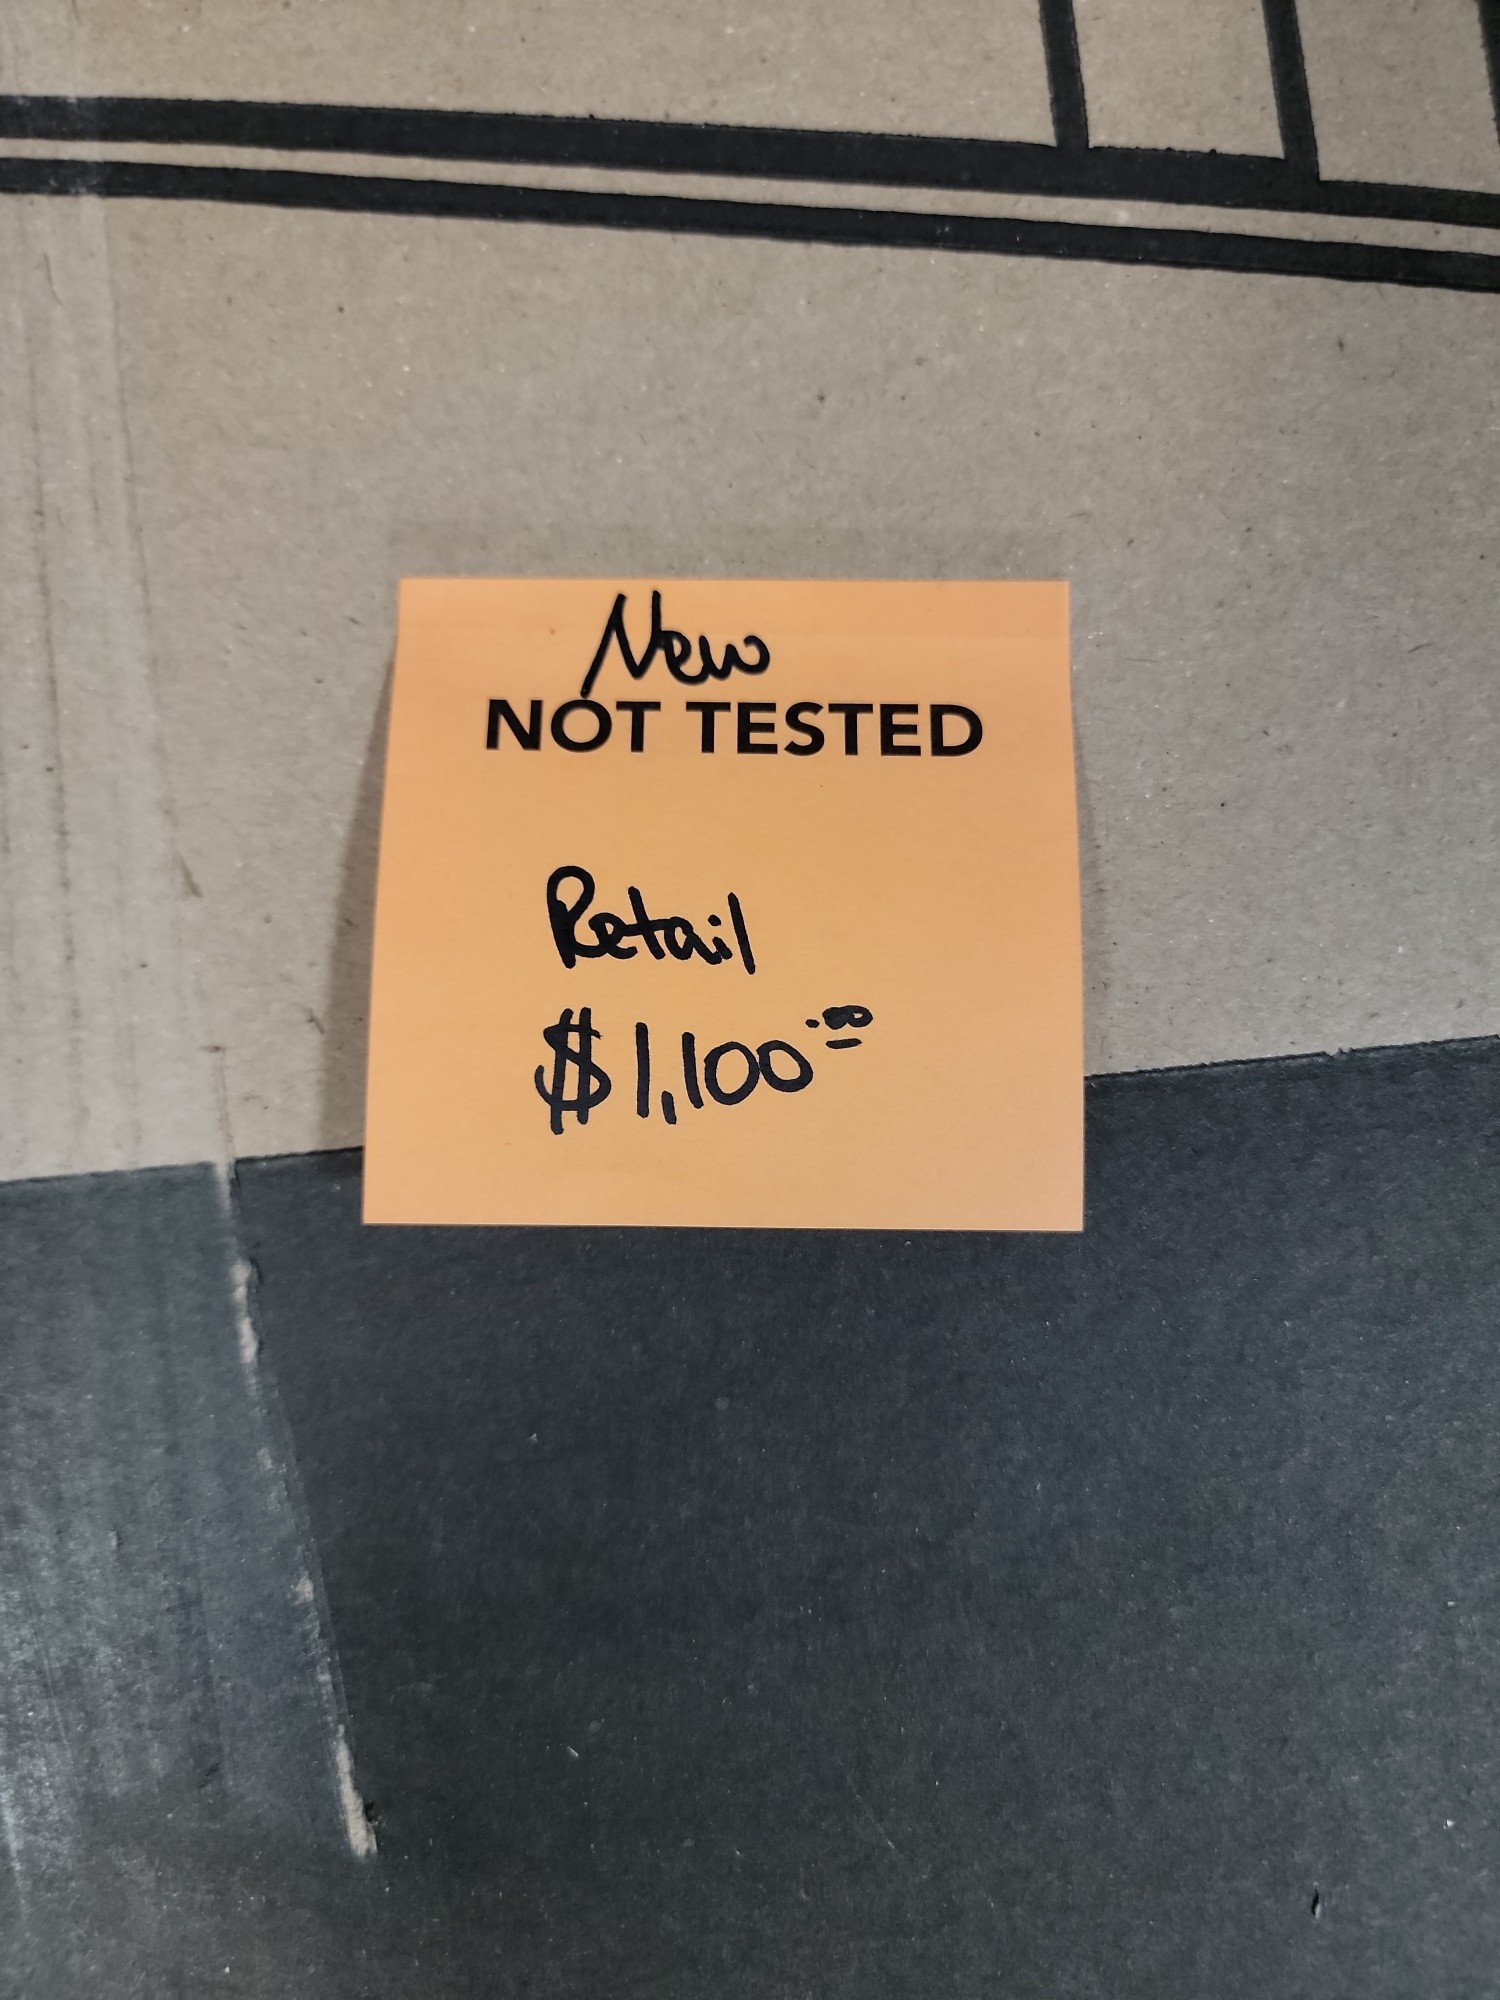 New
NOT TESTED
Retail
$1,100.00